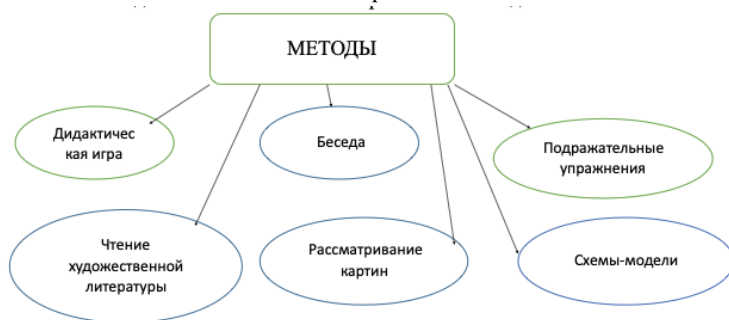 МЕТОДЫ
Дидактичес
кая игра
Беседа
Подражательные
упражнения
Чтение
художественной
литературы
Рассматривание
картин
Схемы-модели